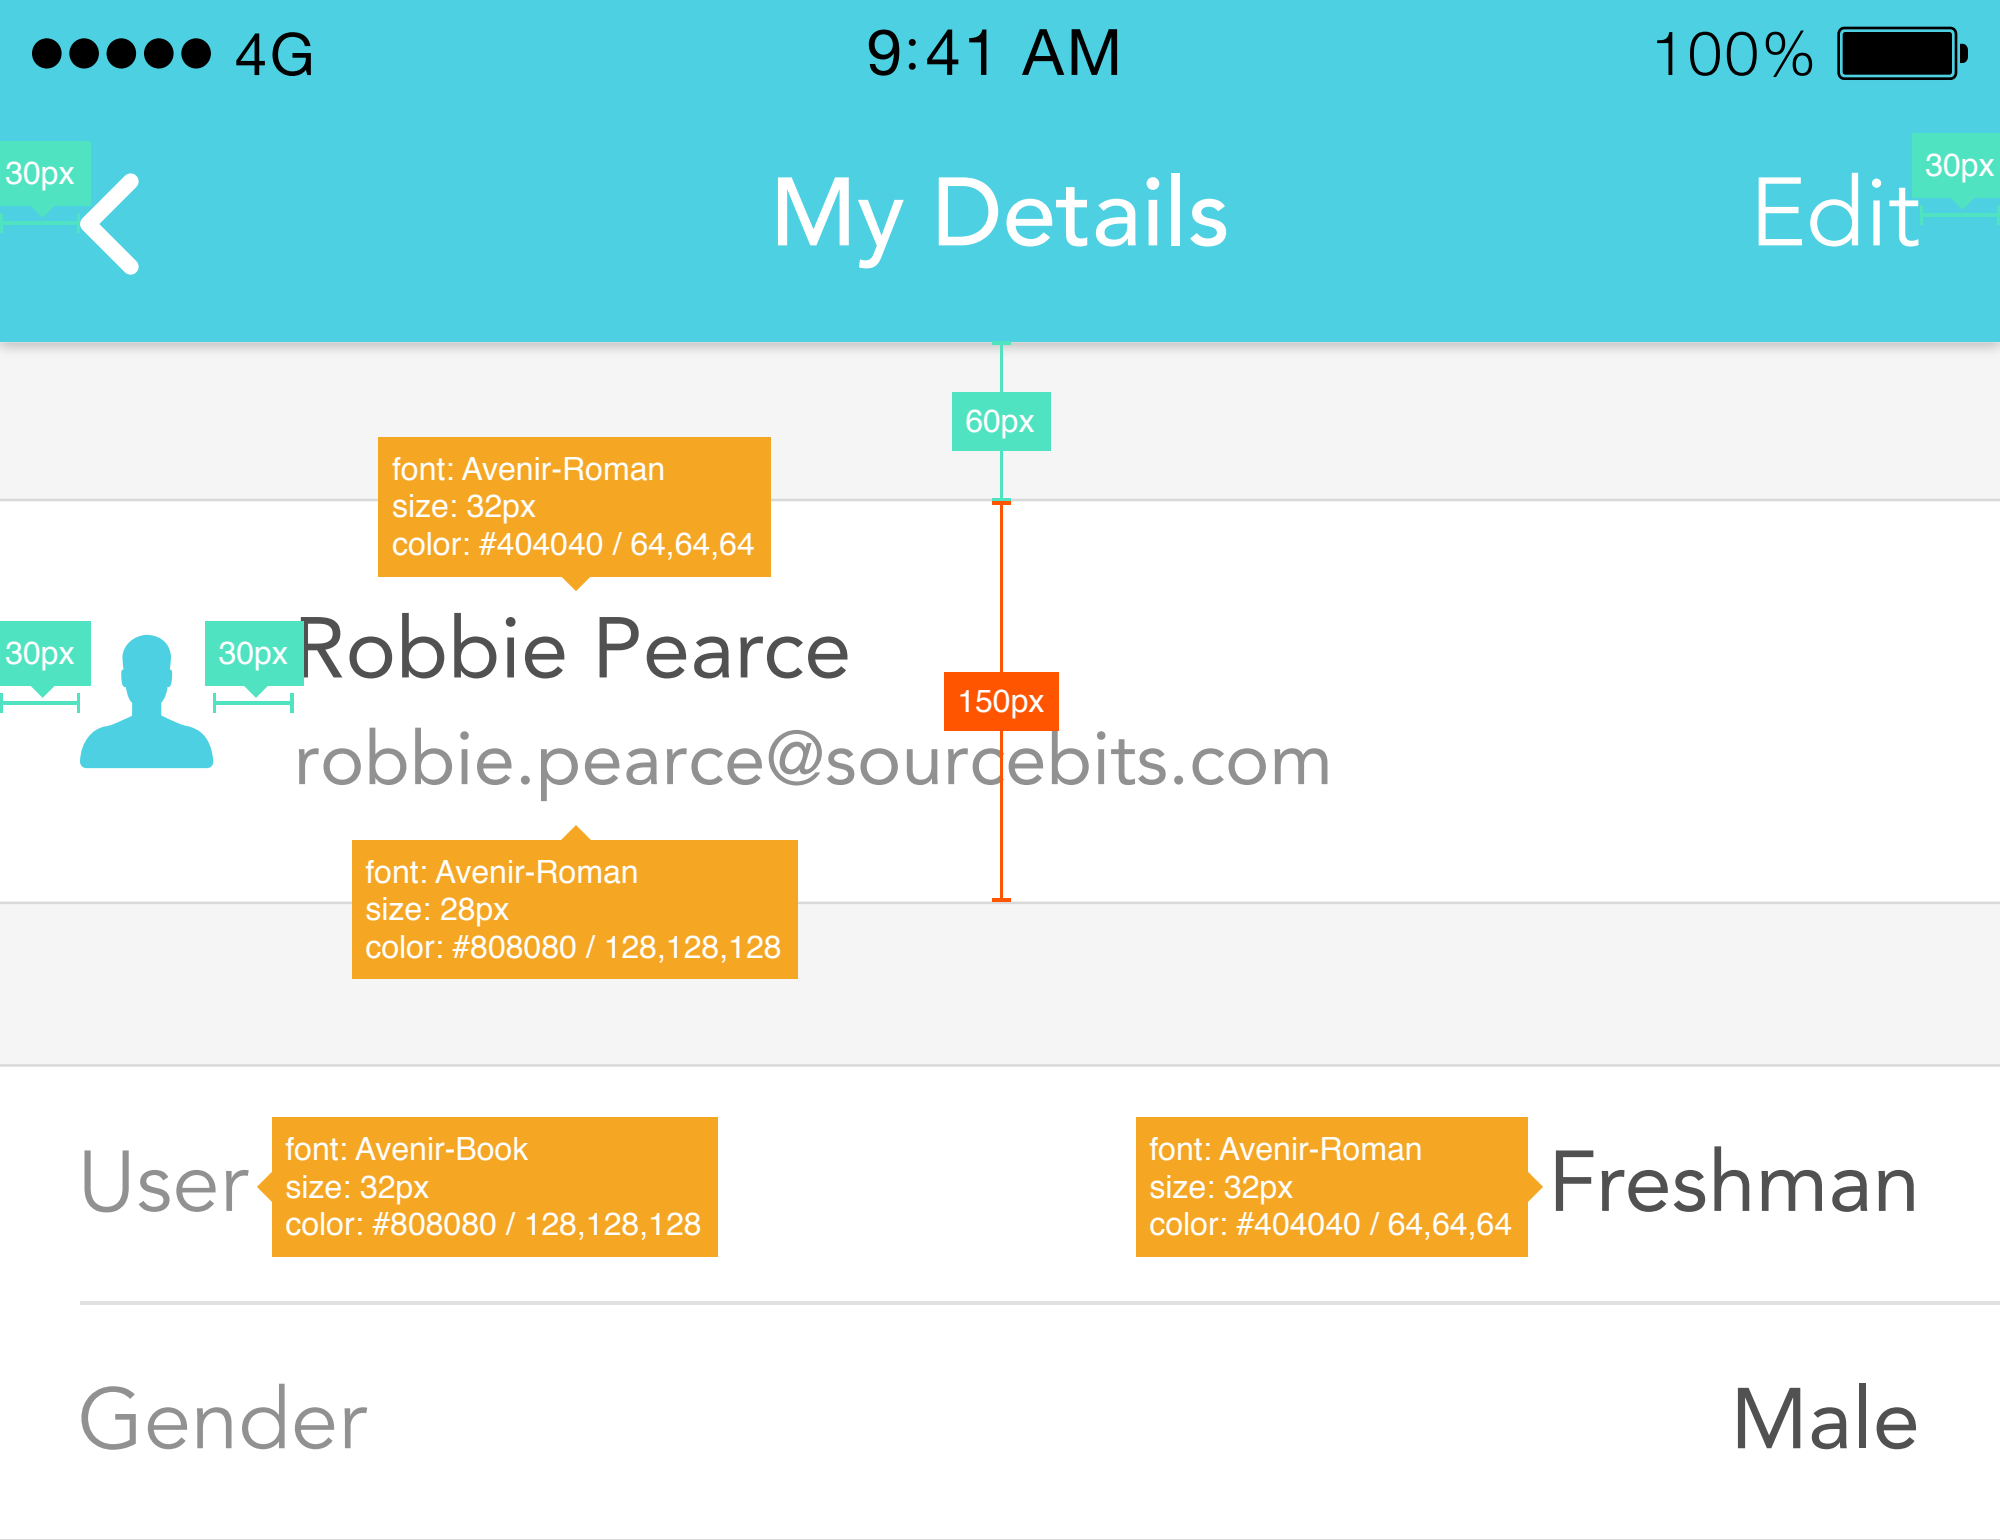 4G 9:41 AM 100%
30px My Details Edit 30px
60px
font: Avenir-Roman
size: 32px
color: #404040 / 64,64,64
30px 30px Robbie Pearce
150px
robbie.pearce@sourcebits.com
font: Avenir-Roman
size: 28px
color: #808080 / 128,128,128
User
font: Avenir-Book
size: 32px
color: #808080 / 128,128,128
font: Avenir-Roman
size: 32px
color: #404040 / 64,64,64
Freshman
Gender Male